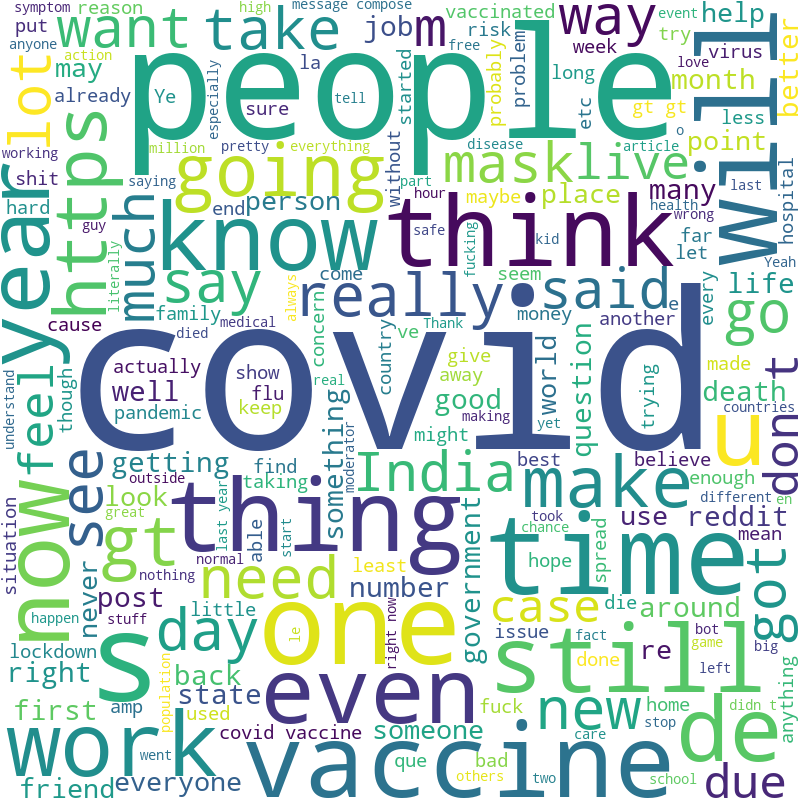 symptom
put
reason
high
message compose
vaccinated
event
help
anyone
action
want
take
job
m
way
risk
free
week
try
virus
better
may
lot
especially
Ye
la
people
started
long
probably
problem
etc
love
month
will
already
sure
tell
gt gt
o
less
working
million
pretty
everything
going
without
disease
mask
live
article
point
shit
https
saying
part
last
hard
much
person
end
hour
maybe
place
many
health
hospital
year
guy
know
think
safe
fucking
kid
wrong
far
let
Yeah
literally
say
really
said
come
seem
life
cause
family
always
concern
country
ve
Thank
money
another
e
every
go
understand
feel
though
died
medical
covid
actually
show
flu
real
give
away
world
made
death
don t
well
pandemic
keep
making
good
yet
question
trying
countries
u
see
getting
find
something
moderator
might
best
believe
now
look
taking
India
make
enough
different
en
situation
never
outside
great
gt
thing
last year
able
start
took
chance
use
reddit
mean
normal
nothing
need
least
number
government
time
hope
spread
got
post
stuff
little
one
le
right now
case
die
around
happen
s
day
issue
fact
re
bot
game
big
lockdown
right
population
back
even
still
done
left
anything
first
amp
used
state
new
fuck
home
stop
didn t
de
work
went
covid vaccine
someone
care
friend
everyone
vaccine
que
bad
others
two
school
due